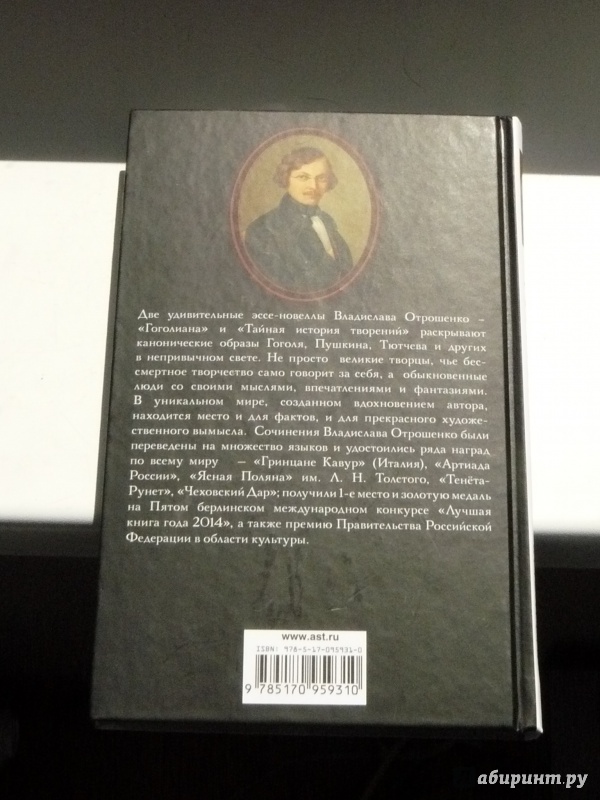 Две удивительные эссе-новеллы Владислава Отрошенко –
«Гоголиана» и «Тайная история творений» раскрывают
канонические образы Гоголя, Пушкина, Тютчева и других
в непривычном свете. Не просто великие творцы, чье бес-
смертное творчество само говорит за себя, а обыкновенные
люди со своими мыслями, впечатлениями и фантазиями.
В уникальном мире, созданном вдохновением автора,
находится место и для фактов, и для прекрасного художе-
ственного вымысла. Сочинения Владислава Отрошенко были
переведены на множество языков и удостоились ряда наград
по всему миру – «Гринцане Кавур» (Италия), «Артиада
России», «Ясная Поляна» им. Л. Н. Толстого, «Тенёта-
Рунет», «Чеховский Дар»; получили 1-е место и золотую медаль
на Пятом берлинском международном конкурсе «Лучшая
книга года 2014», а также премию Правительства Российской
Федерации в области культуры.
www.ast.ru
ISBN: 978-5-17-095931-0
9 785170 959310
абиринт.ру